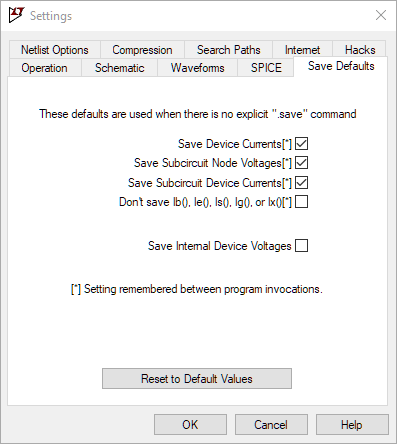 Settings
Netlist Options Compression Search Paths Internet Hacks
Operation Schematic Waveforms SPICE Save Defaults
These defaults are used when there is no explicit ".save" command
Save Device Currents[*]
Save Subcircuit Node Voltages[*]
Save Subcircuit Device Currents[*]
Don't save Ib(), Ie(), Is(), Ig(), or Ix()[*]
Save Internal Device Voltages
[*] Setting remembered between program invocations.
Reset to Default Values
OK Cancel Help